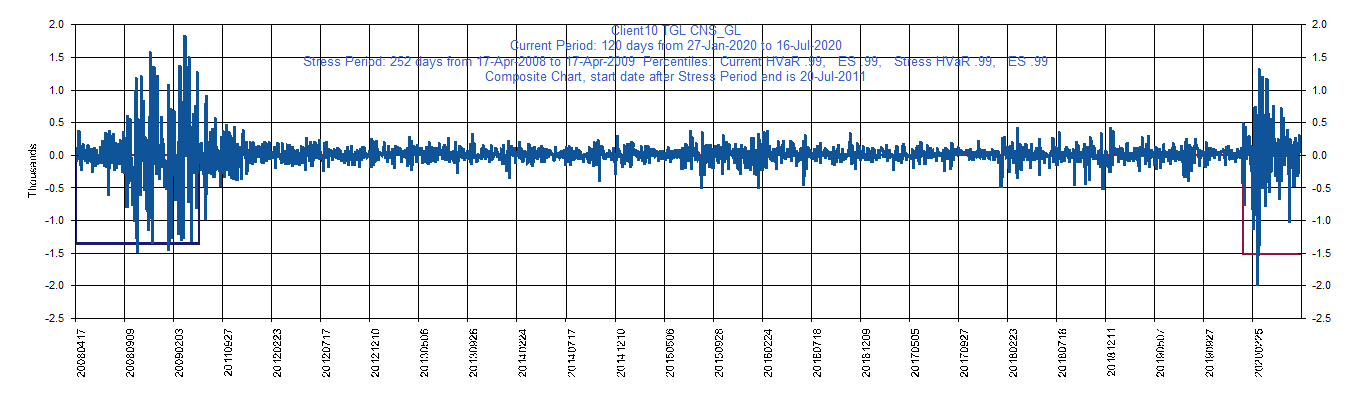 Client10 TGL CNS_GL
Current Period: 120 days from 27-Jan-2020 to 16-Jul-2020
Stress Period: 252 days from 17-Apr-2008 to 17-Apr-2009 Percentiles: Current HVaR .99, ES .99, Stress HVaR .99, ES .99
Composite Chart, start date after Stress Period end is 20-Jul-2011
2.0 2.0
1.5 1.5
1.0 1.0
0.5 0.5
0.0 0.0
-0.5 -0.5
-1.0 -1.0
-1.5 -1.5
-2.0 -2.0
-2.5 -2.5
Thousands
20080417 20080909 20090203 20110927 20120223 20120717 20121210 20130506 20130926 20140224 20140717 20141210 20150506 20150928 20160224 20160718 20161209 20170505 20170927 20180223 20180718 20181211 20190507 20190927 20200225